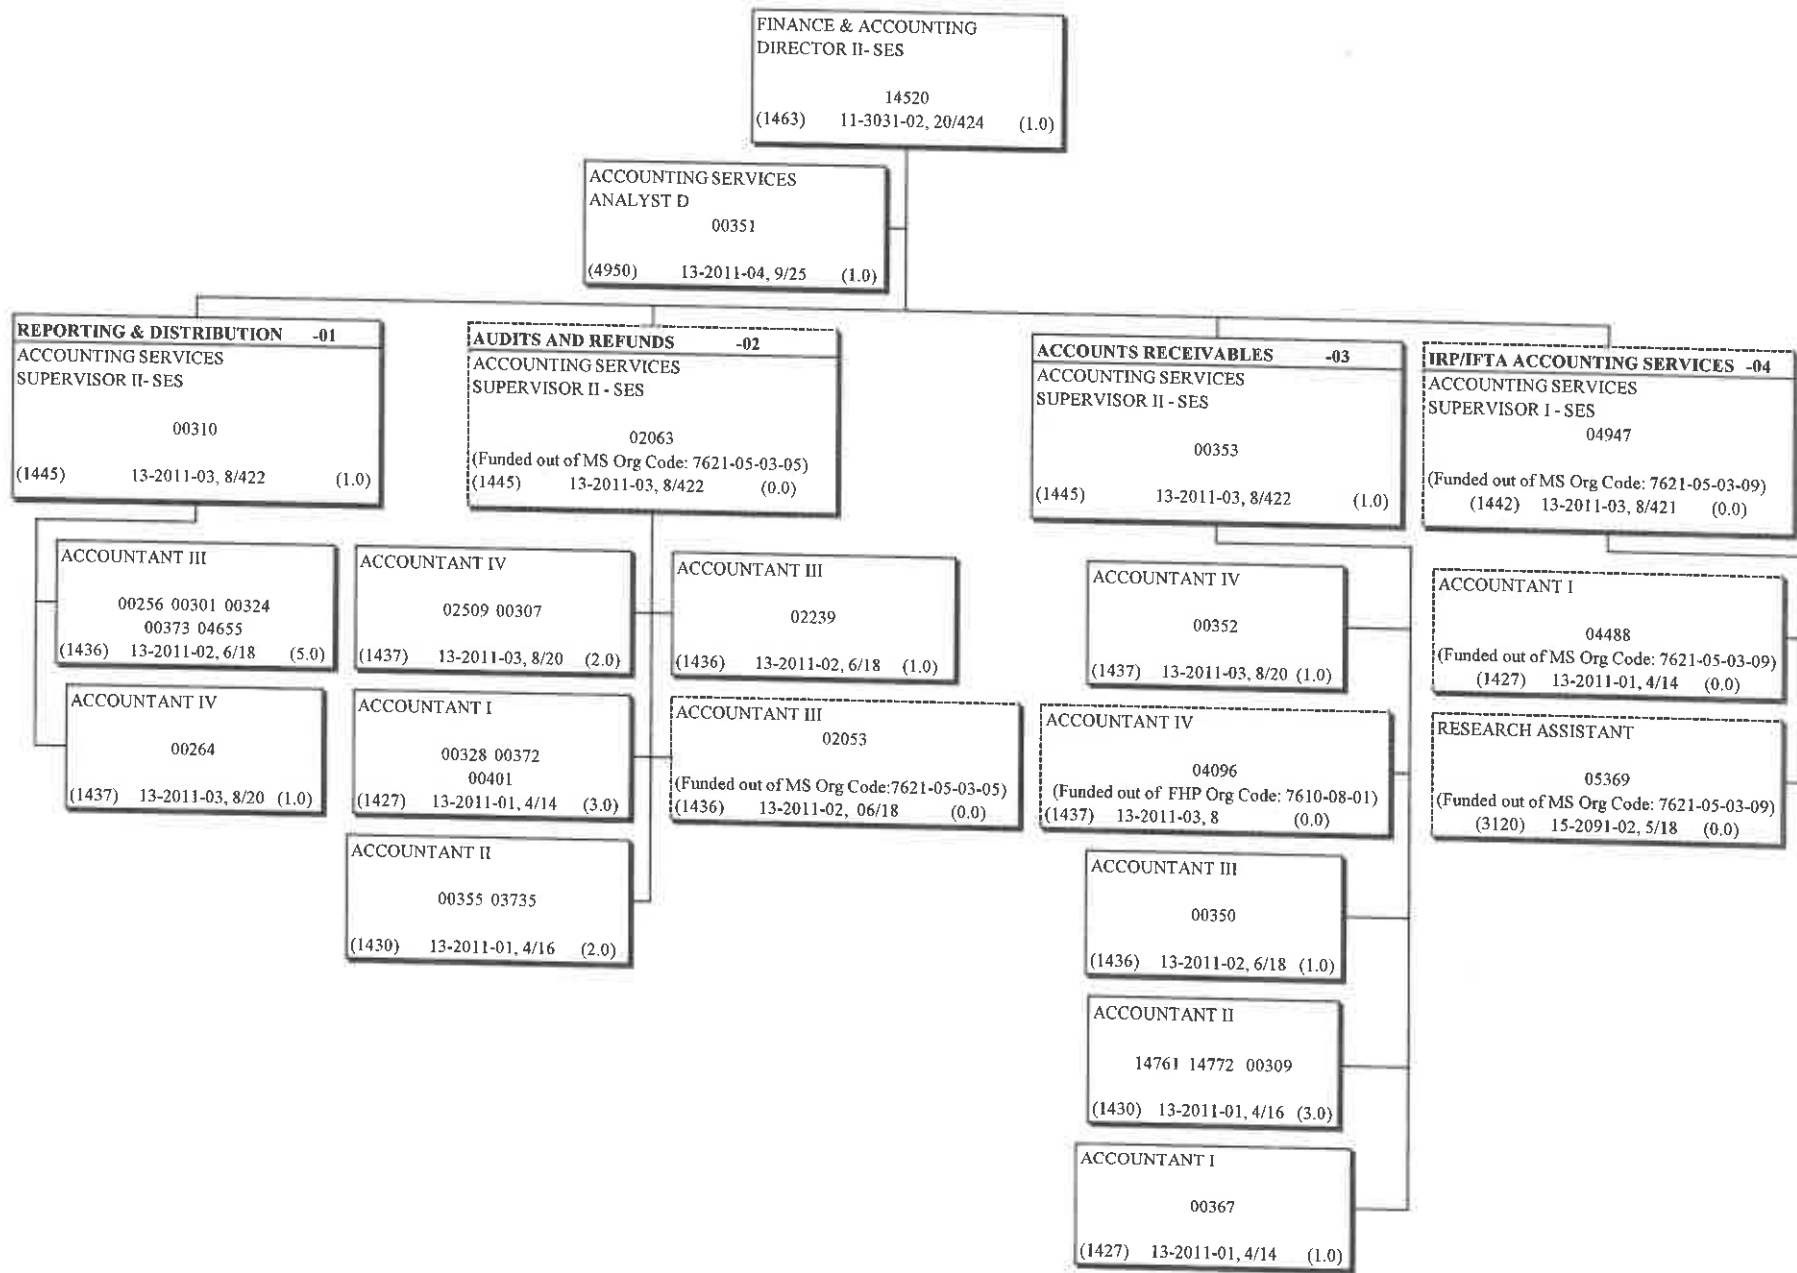 FINANCE & ACCOUNTING
DIRECTOR II- SES
14520
(1463) 11-3031-02, 20/424 (1.0)
ACCOUNTING SERVICES
ANALYST D
00351
(4950) 13-2011-04, 9/25 (1.0)
REPORTING & DISTRIBUTION -01
ACCOUNTING SERVICES
SUPERVISOR II- SES
00310
(1445) 13-2011-03, 8/422 (1.0)
ACCOUNTANT III
00256 00301 00324
00373 04655
(1436) 13-2011-02, 6/18 (5.0)
ACCOUNTANT IV
00264
(1437) 13-2011-03, 8/20 (1.0)
AUDITS AND REFUNDS -02
ACCOUNTING SERVICES
SUPERVISOR II - SES
02063
(Funded out of MS Org Code: 7621-05-03-05)
(1445) 13-2011-03, 8/422 (0.0)
ACCOUNTANT IV
02509 00307
(1437) 13-2011-03, 8/20 (2.0)
ACCOUNTANT III
02239
(1436) 13-2011-02, 6/18 (1.0)
ACCOUNTANT I
00328 00372
00401
(1427) 13-2011-01, 4/14 (3.0)
ACCOUNTANT III
02053
(Funded out of MS Org Code:7621-05-03-05)
(1436) 13-2011-02, 06/18 (0.0)
ACCOUNTANT II
00355 03735
(1430) 13-2011-01, 4/16 (2.0)
ACCOUNTS RECEIVABLES -03
ACCOUNTING SERVICES
SUPERVISOR II - SES
00353
(1445) 13-2011-03, 8/422 (1.0)
ACCOUNTANT IV
00352
(1437) 13-2011-03, 8/20 (1.0)
ACCOUNTANT IV
04096
(Funded out of FHP Org Code: 7610-08-01)
(1437) 13-2011-03, 8 (0.0)
ACCOUNTANT III
00350
(1436) 13-2011-02, 6/18 (1.0)
ACCOUNTANT II
14761 14772 00309
(1430) 13-2011-01, 4/16 (3.0)
ACCOUNTANT I
00367
(1427) 13-2011-01, 4/14 (1.0)
IRP/IFTA ACCOUNTING SERVICES -04
ACCOUNTING SERVICES
SUPERVISOR I - SES
04947
(Funded out of MS Org Code: 7621-05-03-09)
(1442) 13-2011-03, 8/421 (0.0)
ACCOUNTANT I
04488
(Funded out of MS Org Code: 7621-05-03-09)
(1427) 13-2011-01, 4/14 (0.0)
RESEARCH ASSISTANT
05369
(Funded out of MS Org Code: 7621-05-03-09)
(3120) 15-2091-02, 5/18 (0.0)